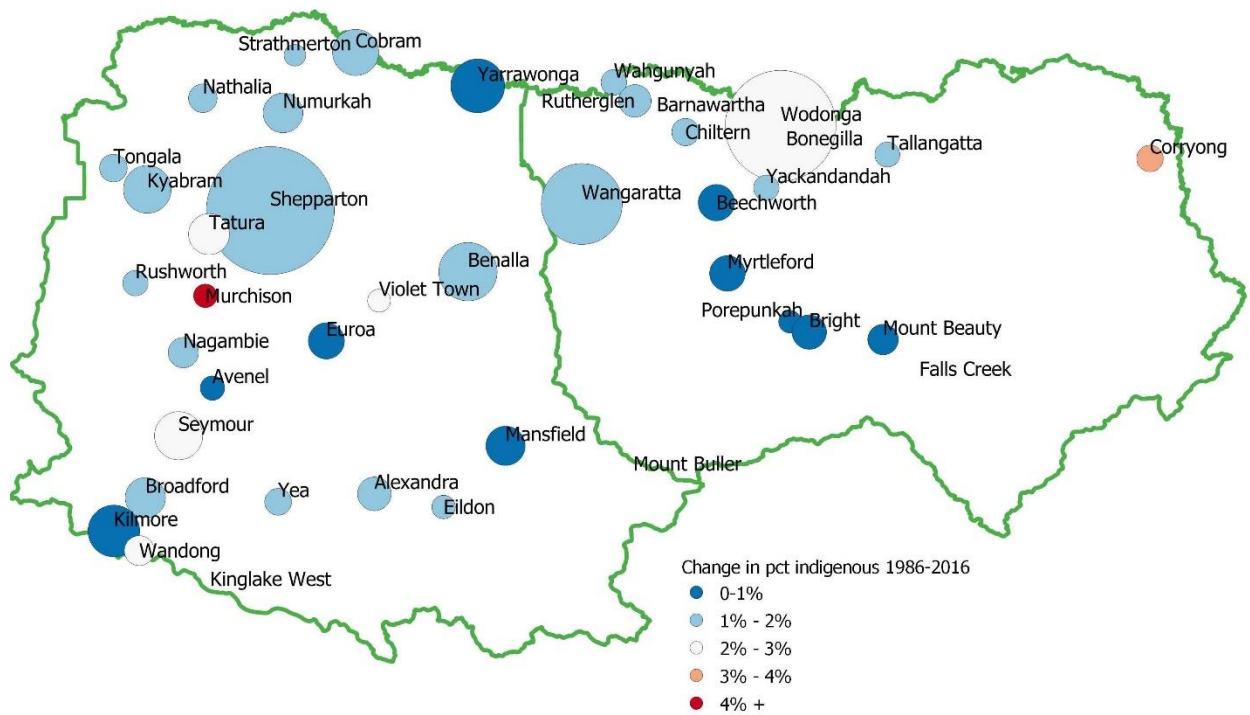 Strathmerton
Cobram
Yarrawonga
Wahgunyah
Nathalia
Numurkah
Rutherglen
Barnawartha
Wodonga
Chiltern
Bonegilla
Tallangatta
Corryong
Tongala
Kyabram
Shepparton
Wangaratta
Yackandandah
Beechworth
Tatura
Benalla
Myrtleford
Rushworth
Murchison
Violet Town
Porepunkah
Bright
Mount Beauty
Euroa
Nagambie
Falls Creek
Avenel
Seymour
Mansfield
Mount Buller
Broadford
Yea
Alexandra
Eildon
Kilmore
Wandong
Kinglake West
Change in pct indigenous 1986-2016
0-1%
1% - 2%
2% - 3%
3% - 4%
4% +